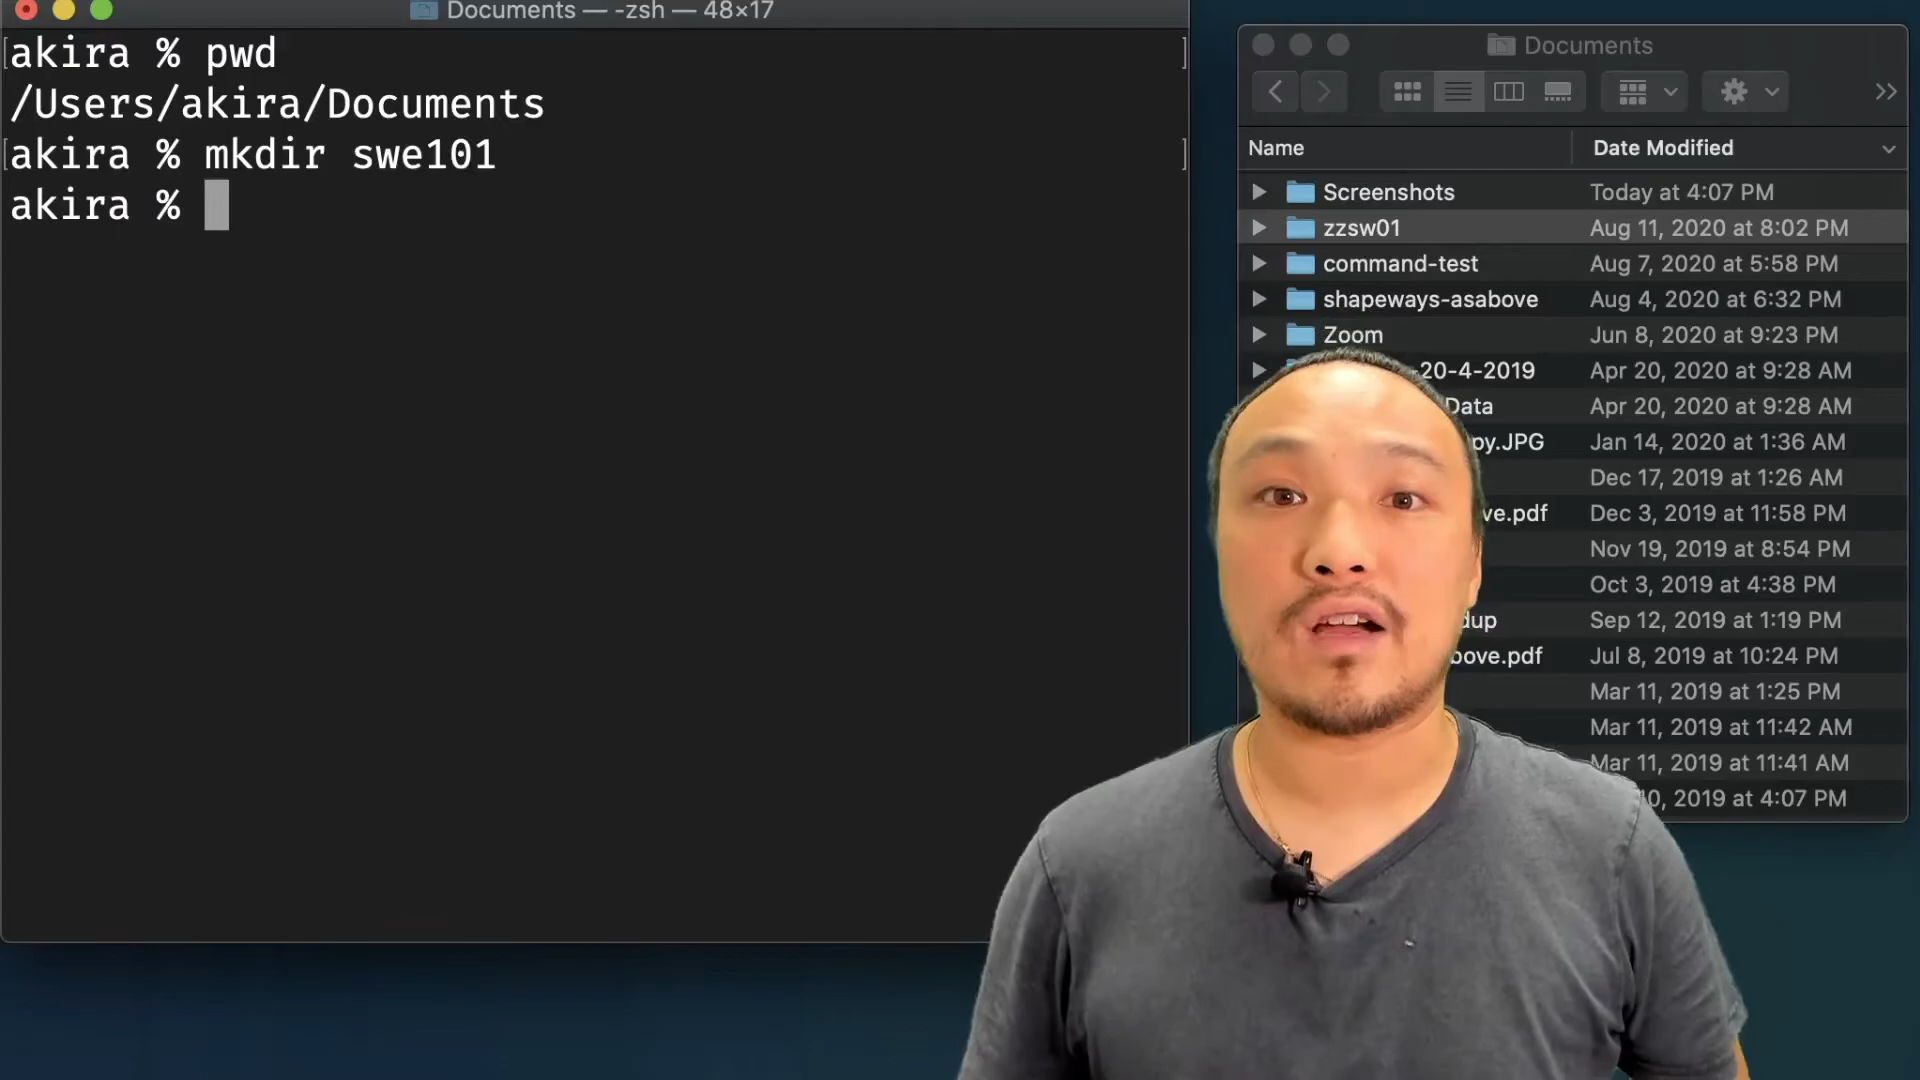 Documents — -zsh — 48×17
[akira % pwd ]
/Users/akira/Documents
[akira % mkdir swe101 ]
akira %
Documents
Name Date Modified
Screenshots Today at 4:07 PM
zzsw01 Aug 11, 2020 at 8:02 PM
command-test Aug 7, 2020 at 5:58 PM
shapeways-asabove Aug 4, 2020 at 6:32 PM
Zoom Jun 8, 2020 at 9:23 PM
-20-4-2019 Apr 20, 2020 at 9:28 AM
Data Apr 20, 2020 at 9:28 AM
py.JPG Jan 14, 2020 at 1:36 AM
Dec 17, 2019 at 1:26 AM
ve.pdf Dec 3, 2019 at 11:58 PM
Nov 19, 2019 at 8:54 PM
Oct 3, 2019 at 4:38 PM
dup Sep 12, 2019 at 1:19 PM
bove.pdf Jul 8, 2019 at 10:24 PM
Mar 11, 2019 at 1:25 PM
Mar 11, 2019 at 11:42 AM
Mar 11, 2019 at 11:41 AM
0, 2019 at 4:07 PM